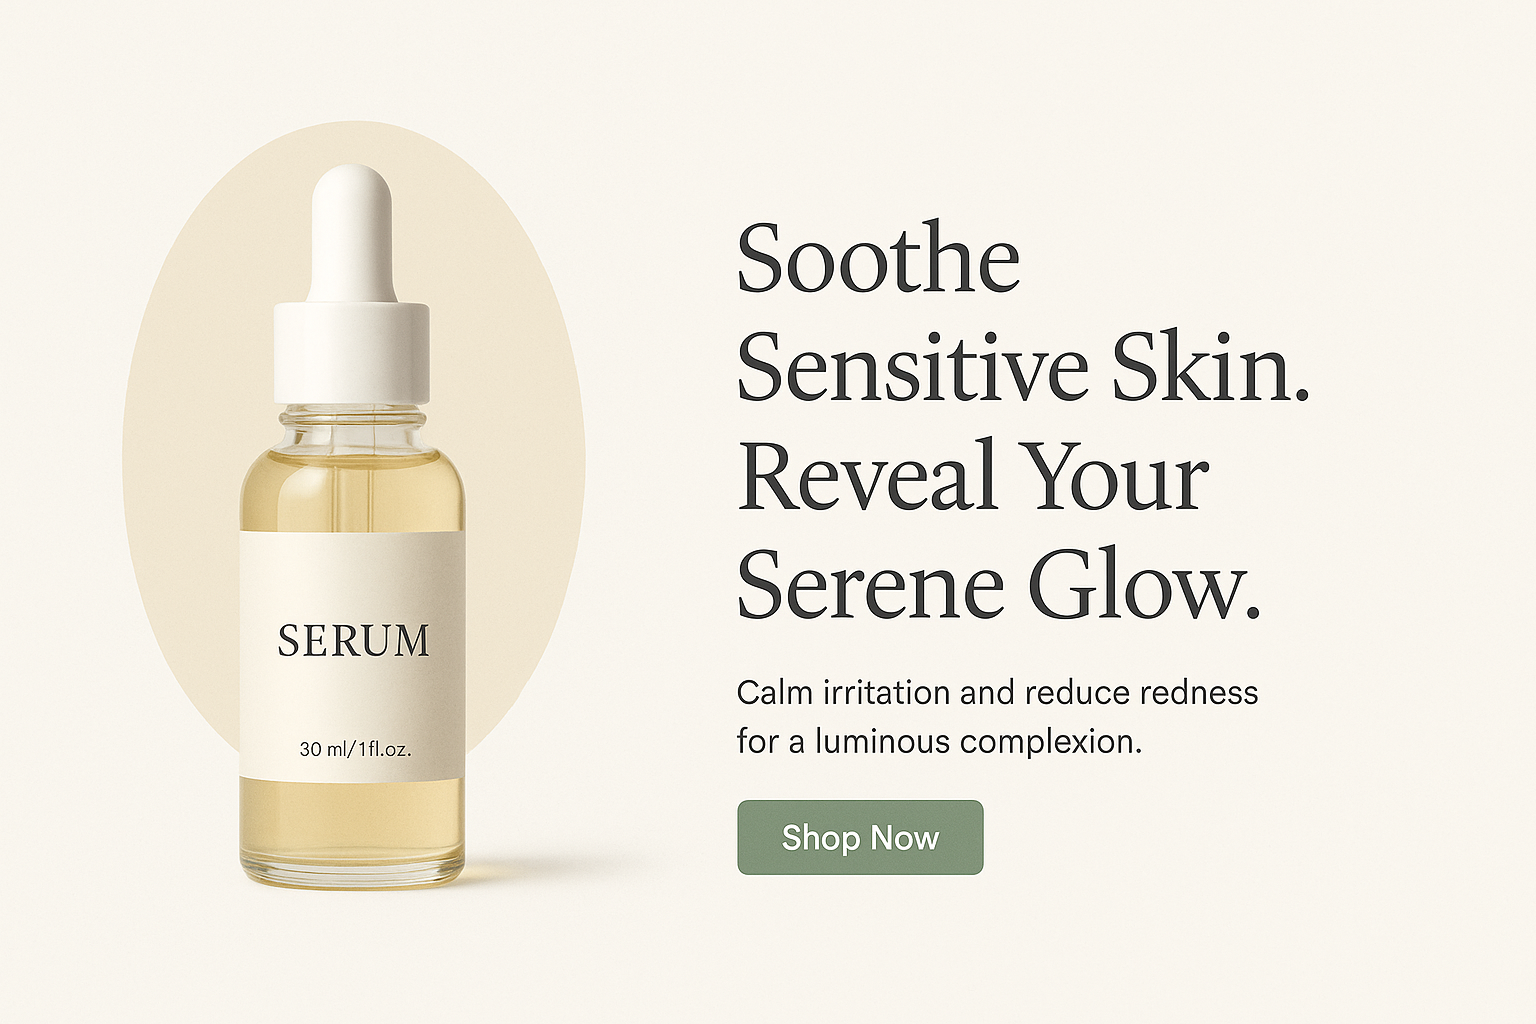 SERUM
30 ml/1fl.oz.
Soothe
Sensitive Skin.
Reveal Your
Serene Glow.
Calm irritation and reduce redness
for a luminous complexion.
Shop Now